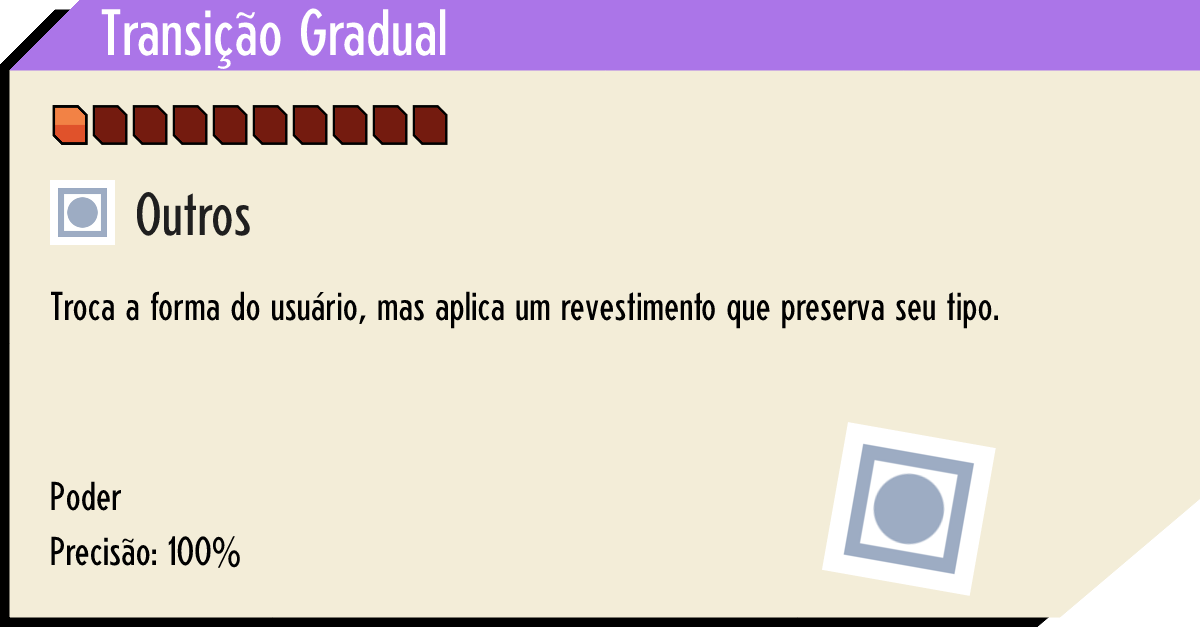 Transição Gradual
Outros
Troca a forma do usuário, mas aplica um revestimento que preserva seu tipo.
Poder
Precisão: 100%